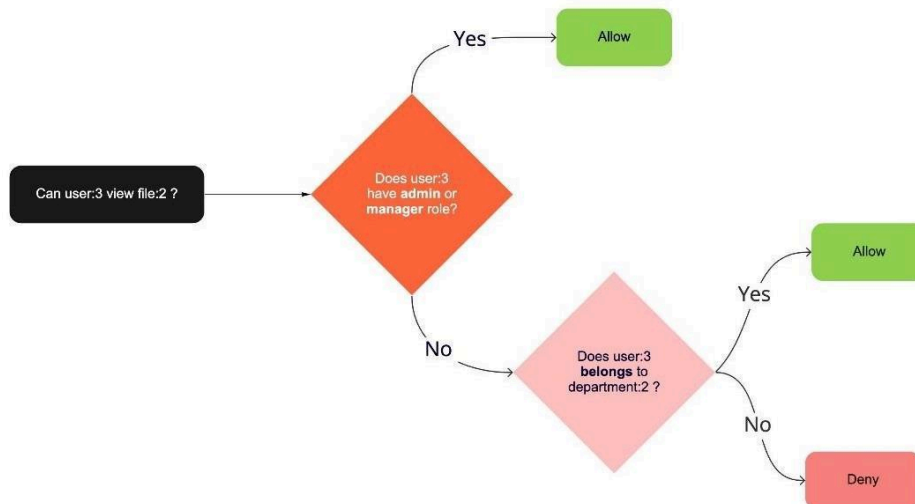 Yes
Allow
Can user:3 view file:2 ?
Does user:3
have admin or
manager role?
Allow
Yes
No
Does user:3
belongs to
department:2 ?
No
Deny